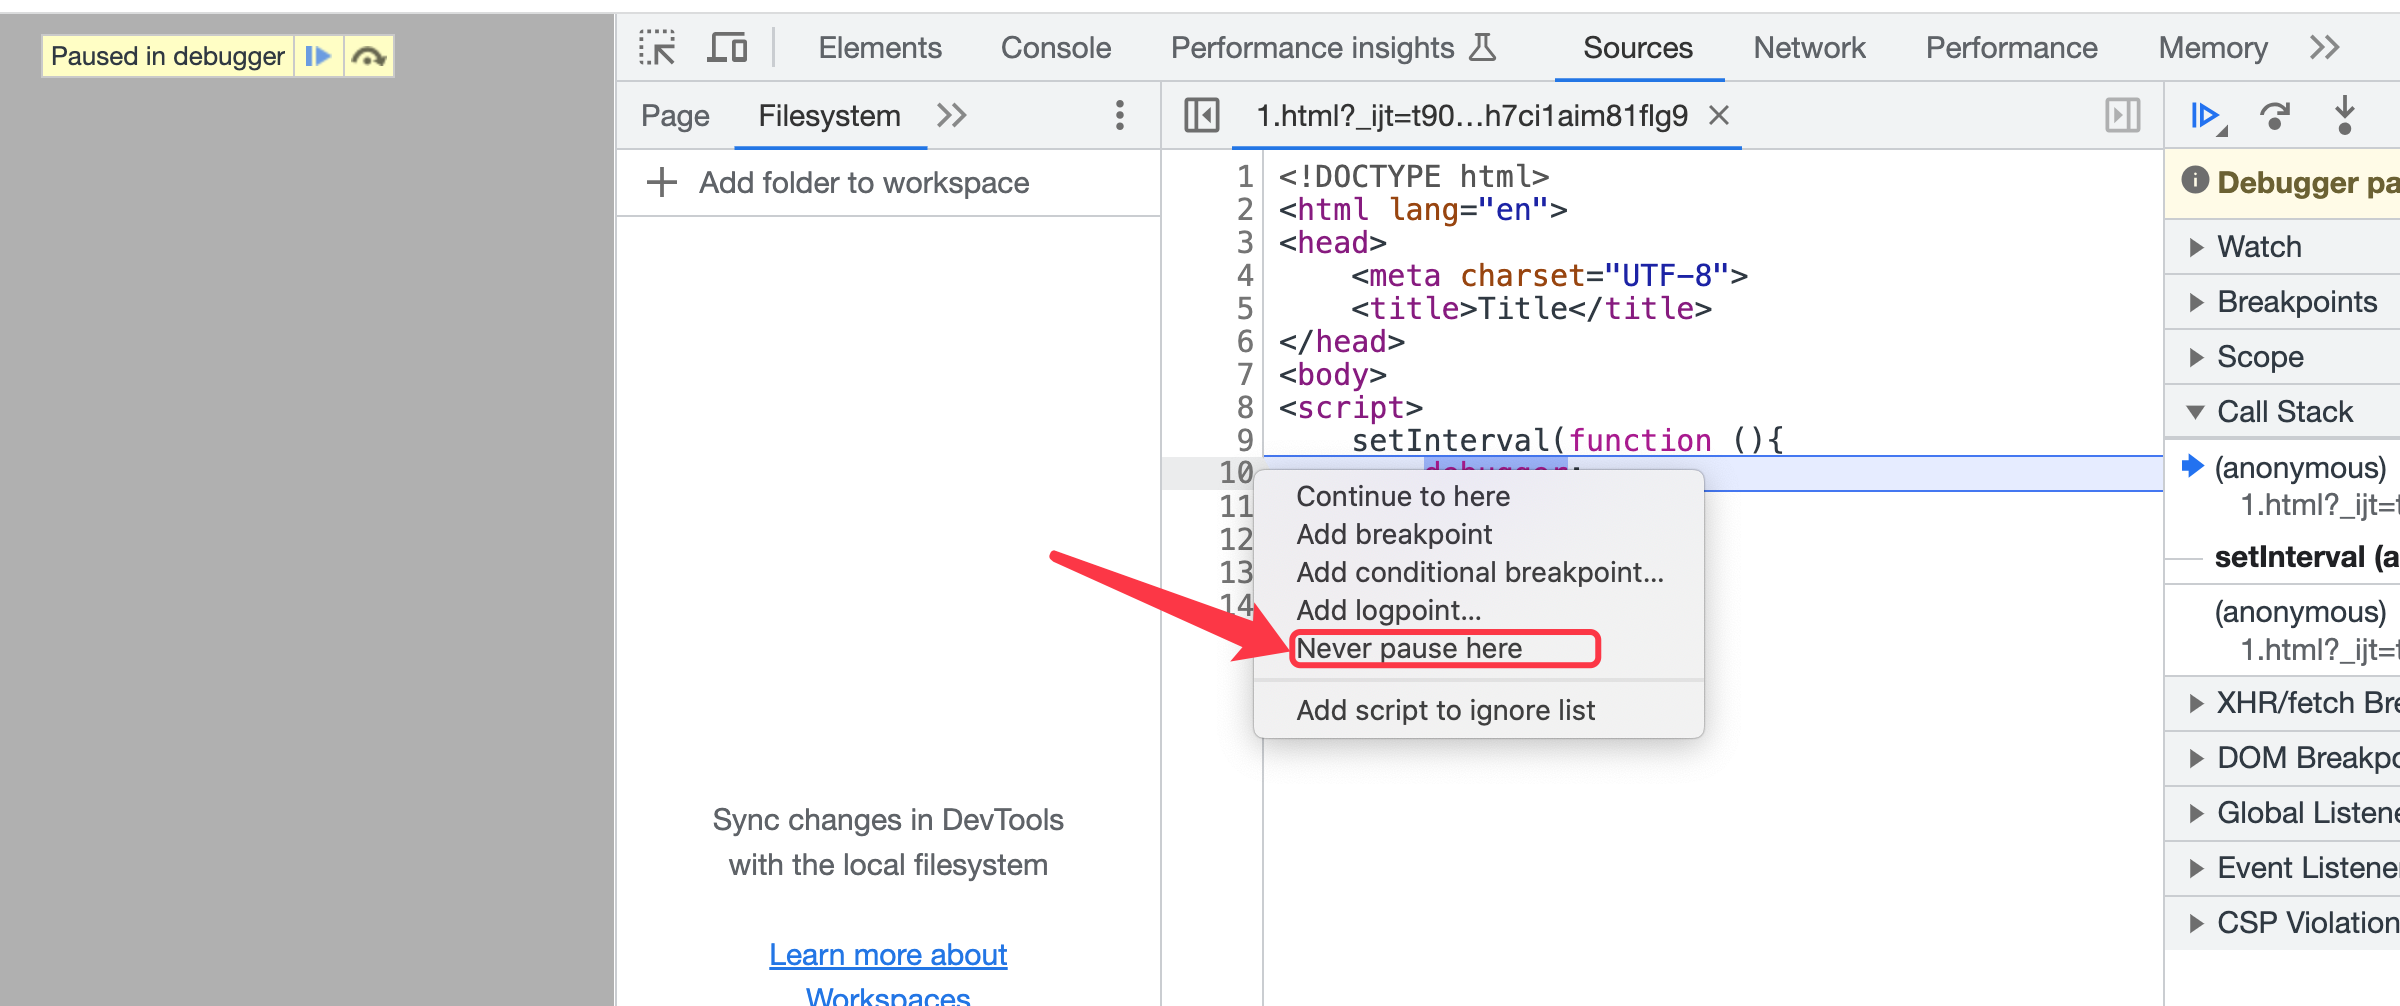 Paused in debugger
Elements Console Performance insights Sources Network Performance Memory
Page Filesystem
1.html?_ijt=t90...h7ci1aim81flg9
Add folder to workspace
1 <!DOCTYPE html>
2 <html lang="en">
3 <head>
4 <meta charset="UTF-8">
5 <title>Title</title>
6 </head>
7 <body>
8 <script>
9 setInterval(function (){
10 debugger;
11
12
13
14
Continue to here
Add breakpoint
Add conditional breakpoint...
Add logpoint...
Never pause here
Add script to ignore list
Sync changes in DevTools
with the local filesystem
Learn more about
Workspaces
Debugger pa
Watch
Breakpoints
Scope
Call Stack
(anonymous)
1.html?_ijt=t
setInterval (a
(anonymous)
1.html?_ijt=t
XHR/fetch Bre
DOM Breakpo
Global Listene
Event Listene
CSP Violation